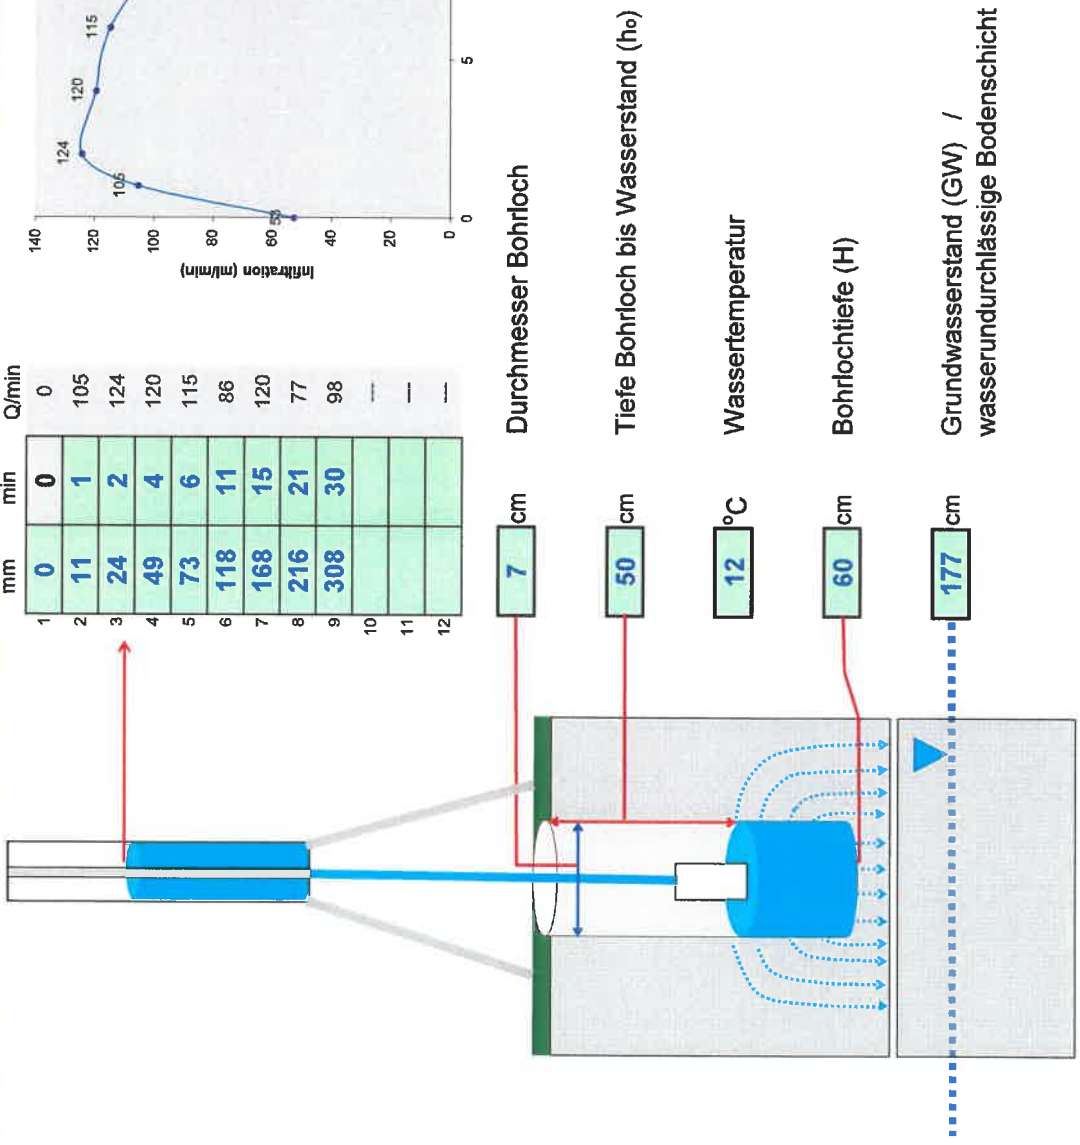 mm min Q/min
1 0 0 0
2 11 1 105
3 24 2 124
4 49 4 120
5 73 6 115
6 118 11 86
7 168 15 120
8 216 21 77
9 308 30 98
10 ---
11 ---
12 ---
Infiltration (ml/min)
140
120
100
80
60
40
20
0
53
105
124
120
115
0
5
7 cm Durchmesser Bohrloch
50 cm Tiefe Bohrloch bis Wasserstand (h₀)
12 °C Wassertemperatur
60 cm Bohrlochtiefe (H)
177 cm Grundwasserstand (GW) /
wasserundurchlässige Bodenschicht